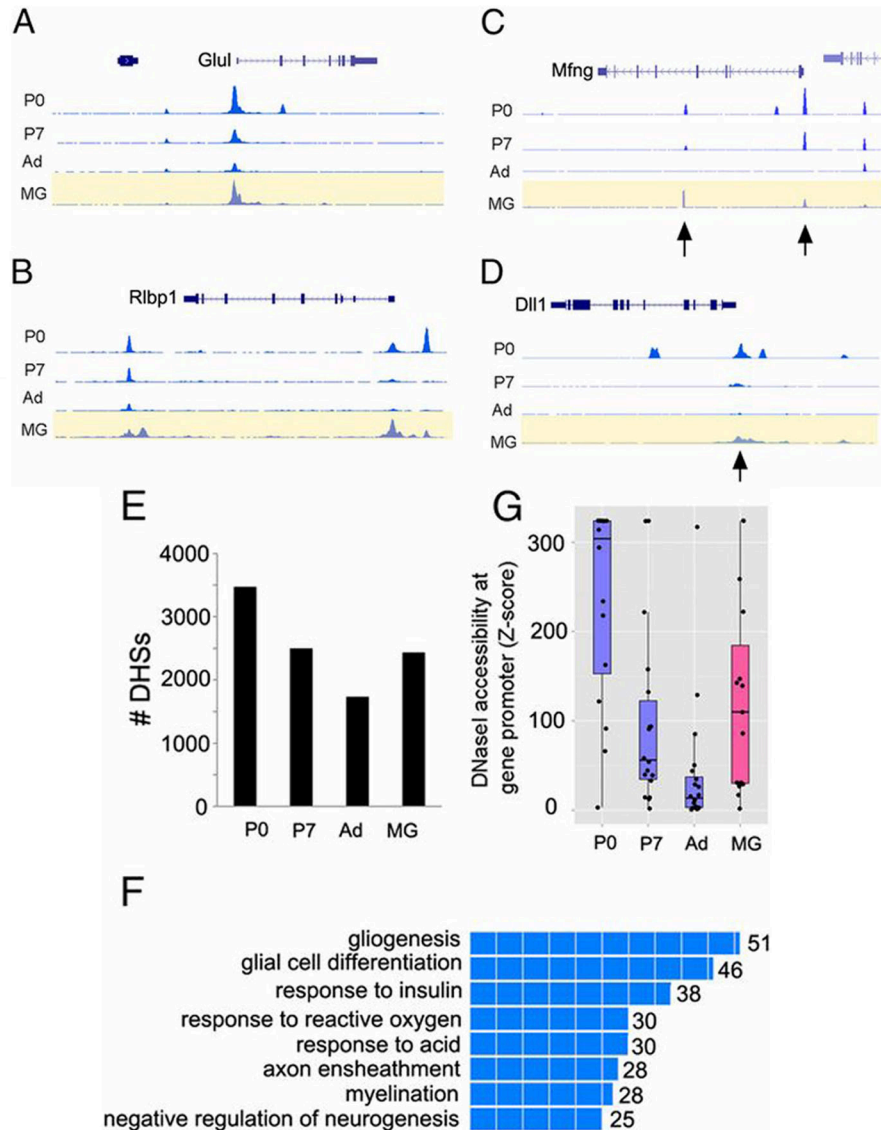 A
Glul
P0
P7
Ad
MG
B
Rlbp1
P0
P7
Ad
MG
C
Mfng
P0
P7
Ad
MG
D
Dll1
P0
P7
Ad
MG
E
# DHSs
4000
3000
2000
1000
0
P0 P7 Ad MG
G
DNaseI accessibility at
gene promoter (Z-score)
300
200
100
0
P0 P7 Ad MG
F
gliogenesis 51
glial cell differentiation 46
response to insulin 38
response to reactive oxygen 30
response to acid 30
axon ensheathment 28
myelination 28
negative regulation of neurogenesis 25